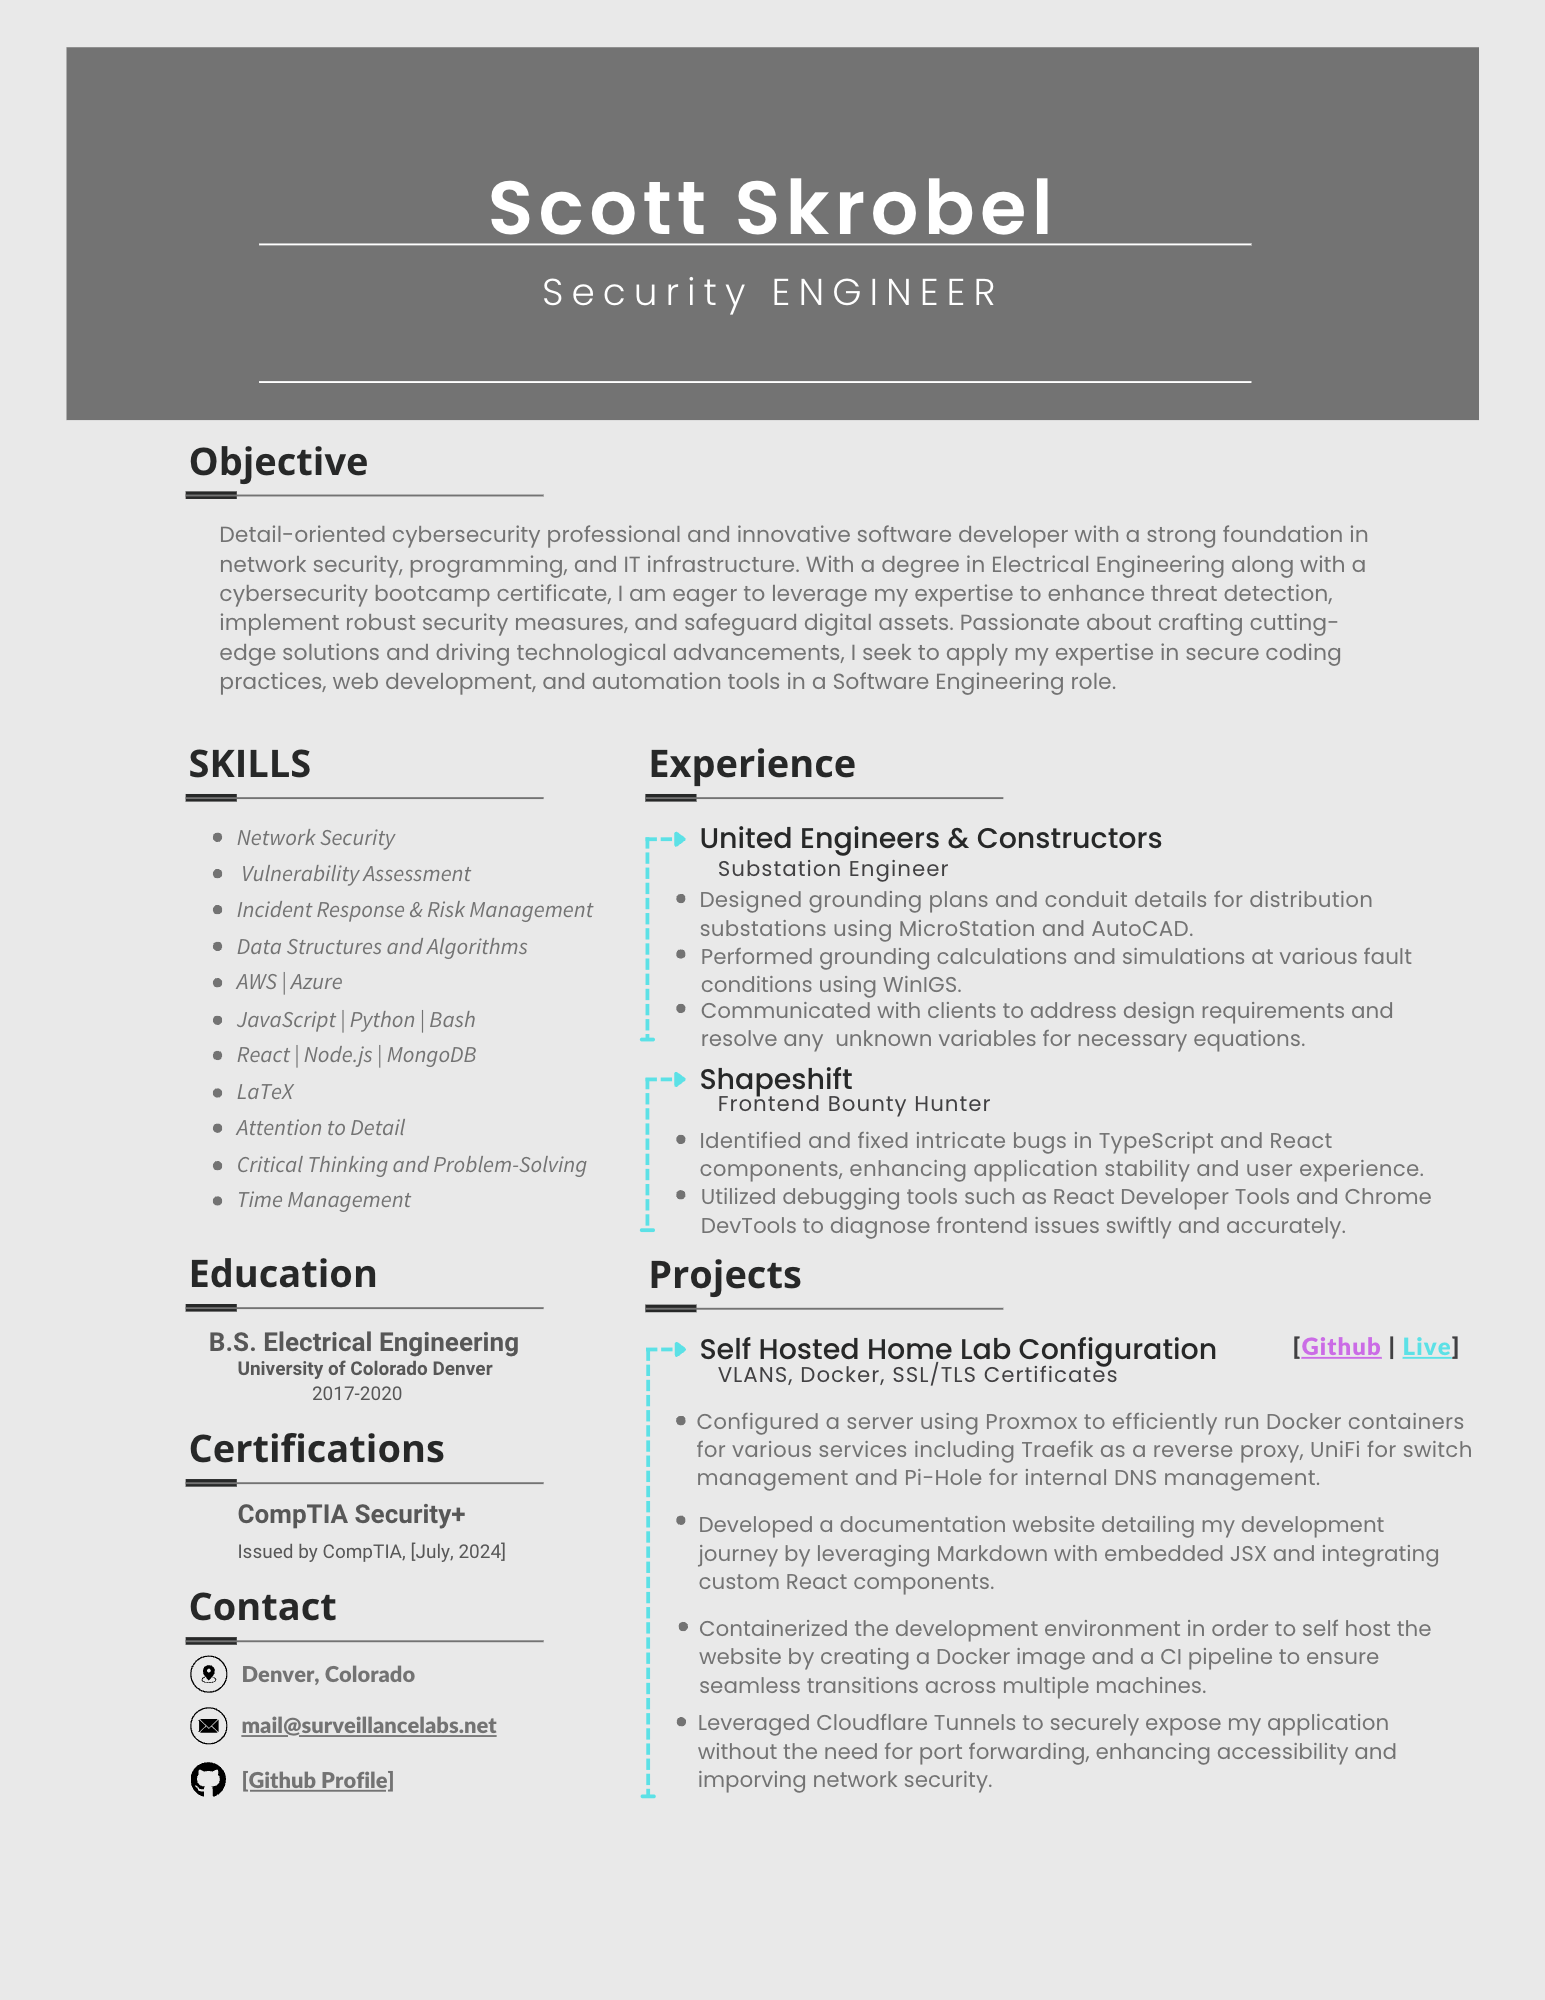 Scott Skrobel
Security ENGINEER
Objective
Detail-oriented cybersecurity professional and innovative software developer with a strong foundation in
network security, programming, and IT infrastructure. With a degree in Electrical Engineering along with a
cybersecurity bootcamp certificate, I am eager to leverage my expertise to enhance threat detection,
implement robust security measures, and safeguard digital assets. Passionate about crafting cutting-
edge solutions and driving technological advancements, I seek to apply my expertise in secure coding
practices, web development, and automation tools in a Software Engineering role.
SKILLS
Network Security
Vulnerability Assessment
Incident Response & Risk Management
Data Structures and Algorithms
AWS | Azure
JavaScript | Python | Bash
React | Node.js | MongoDB
LaTeX
Attention to Detail
Critical Thinking and Problem-Solving
Time Management
Education
B.S. Electrical Engineering
University of Colorado Denver
2017-2020
Certifications
CompTIA Security+
Issued by CompTIA, [July, 2024]
Contact
Denver, Colorado
mail@surveillancelabs.net
[Github Profile]
Experience
United Engineers & Constructors
Substation Engineer
Designed grounding plans and conduit details for distribution
substations using MicroStation and AutoCAD.
Performed grounding calculations and simulations at various fault
conditions using WinIGS.
Communicated with clients to address design requirements and
resolve any unknown variables for necessary equations.
Shapeshift
Frontend Bounty Hunter
Identified and fixed intricate bugs in TypeScript and React
components, enhancing application stability and user experience.
Utilized debugging tools such as React Developer Tools and Chrome
DevTools to diagnose frontend issues swiftly and accurately.
Projects
Self Hosted Home Lab Configuration [Github | Live]
VLANS, Docker, SSL/TLS Certificates
Configured a server using Proxmox to efficiently run Docker containers
for various services including Traefik as a reverse proxy, UniFi for switch
management and Pi-Hole for internal DNS management.
Developed a documentation website detailing my development
journey by leveraging Markdown with embedded JSX and integrating
custom React components.
Containerized the development environment in order to self host the
website by creating a Docker image and a CI pipeline to ensure
seamless transitions across multiple machines.
Leveraged Cloudflare Tunnels to securely expose my application
without the need for port forwarding, enhancing accessibility and
imporving network security.